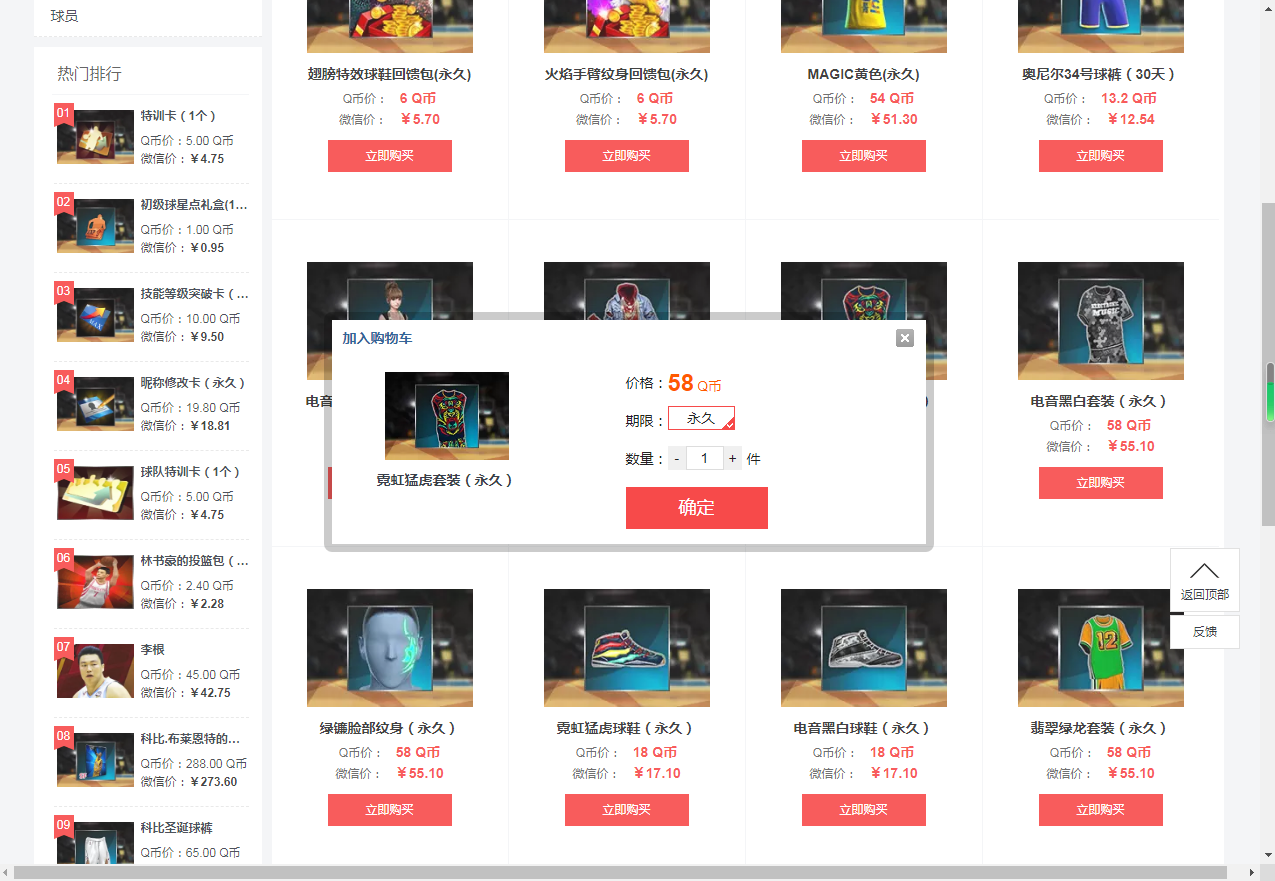 球员
热门排行
01
特训卡（1个）
Q币价：5.00 Q币
微信价：￥4.75
02
初级球星点礼盒(1...
Q币价：1.00 Q币
微信价：￥0.95
03
技能等级突破卡（...
Q币价：10.00 Q币
微信价：￥9.50
04
昵称修改卡（永久）
Q币价：19.80 Q币
微信价：￥18.81
05
球队特训卡（1个）
Q币价：5.00 Q币
微信价：￥4.75
06
林书豪的投篮包（...
Q币价：2.40 Q币
微信价：￥2.28
07
李根
Q币价：45.00 Q币
微信价：￥42.75
08
科比.布莱恩特的...
Q币价：288.00 Q币
微信价：￥273.60
09
科比圣诞球裤
Q币价：65.00 Q币
翅膀特效球鞋回馈包(永久)
Q币价： 6 Q币
微信价： ￥5.70
立即购买
火焰手臂纹身回馈包(永久)
Q币价： 6 Q币
微信价： ￥5.70
立即购买
MAGIC黄色(永久)
Q币价： 54 Q币
微信价： ￥51.30
立即购买
奥尼尔34号球裤（30天）
Q币价： 13.2 Q币
微信价： ￥12.54
立即购买
电音
加入购物车
霓虹猛虎套装（永久）
价格：58 Q币
期限： 永久
数量： - 1 + 件
确定
电音黑白套装（永久）
Q币价： 58 Q币
微信价： ￥55.10
立即购买
绿镰脸部纹身（永久）
Q币价： 58 Q币
微信价： ￥55.10
立即购买
霓虹猛虎球鞋（永久）
Q币价： 18 Q币
微信价： ￥17.10
立即购买
电音黑白球鞋（永久）
Q币价： 18 Q币
微信价： ￥17.10
立即购买
12
翡翠绿龙套装（永久）
Q币价： 58 Q币
微信价： ￥55.10
立即购买
返回顶部
反馈